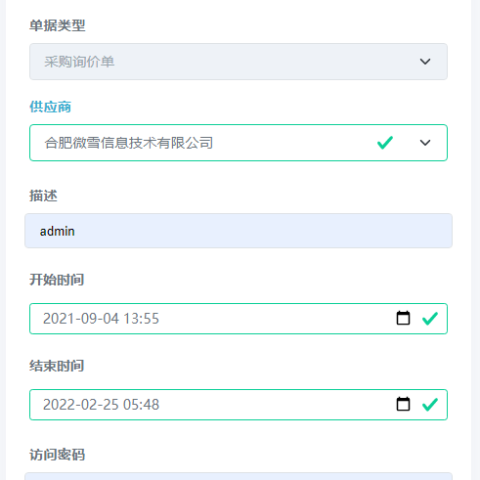 单据类型
采购询价单
供应商
合肥微雪信息技术有限公司
描述
admin
开始时间
2021-09-04 13:55
结束时间
2022-02-25 05:48
访问密码